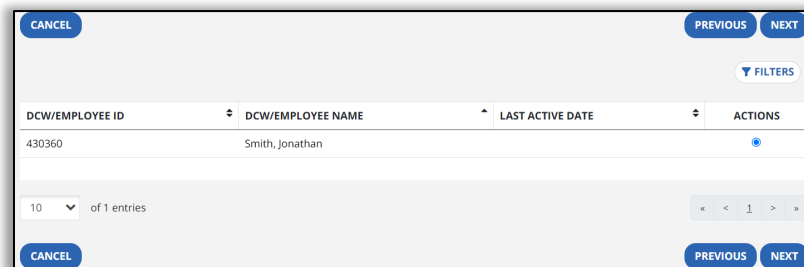 CANCEL PREVIOUS NEXT
FILTERS
DCW/EMPLOYEE ID DCW/EMPLOYEE NAME LAST ACTIVE DATE ACTIONS
430360 Smith, Jonathan
10 of 1 entries « < 1 > »
CANCEL PREVIOUS NEXT